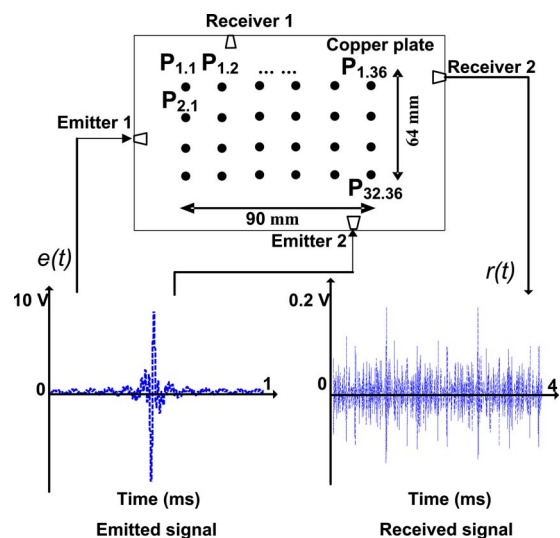 Receiver 1
Copper plate
P1.1 P1.2 ... ... P1.36
Receiver 2
P2.1
Emitter 1
64 mm
P32.36
90 mm
Emitter 2
e(t)
r(t)
10 V
0.2 V
0
1
0
4
Time (ms)
Time (ms)
Emitted signal
Received signal